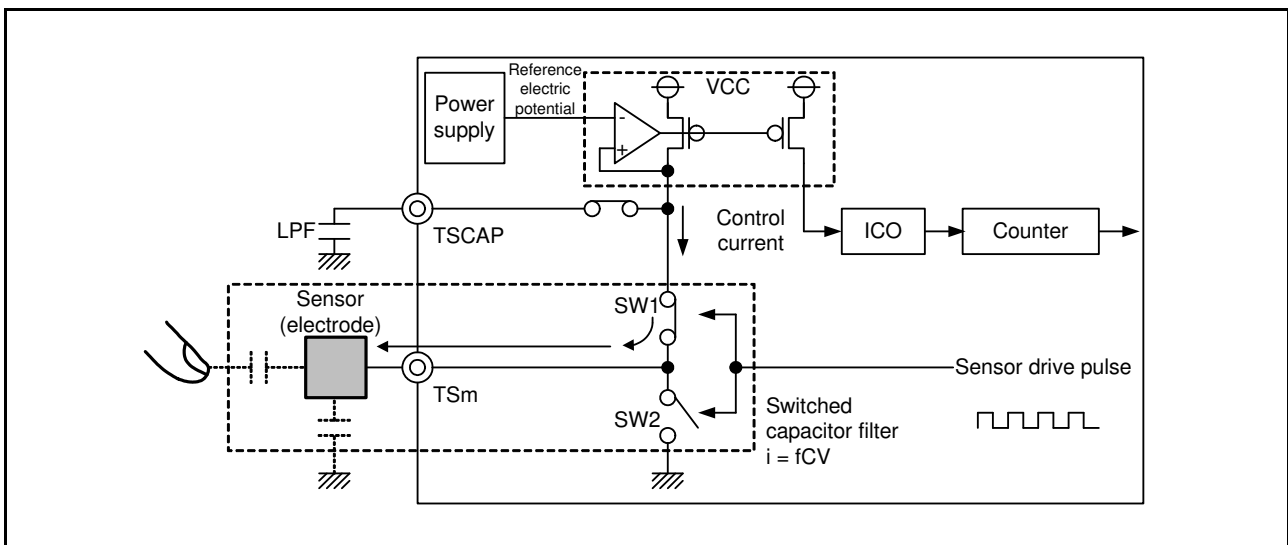 Reference
electric
potential
VCC
Power
supply
-
+
LPF
TSCAP
Control
current
ICO
Counter
Sensor
(electrode)
SW1
TSm
Sensor drive pulse
SW2
Switched
capacitor filter
i = fCV